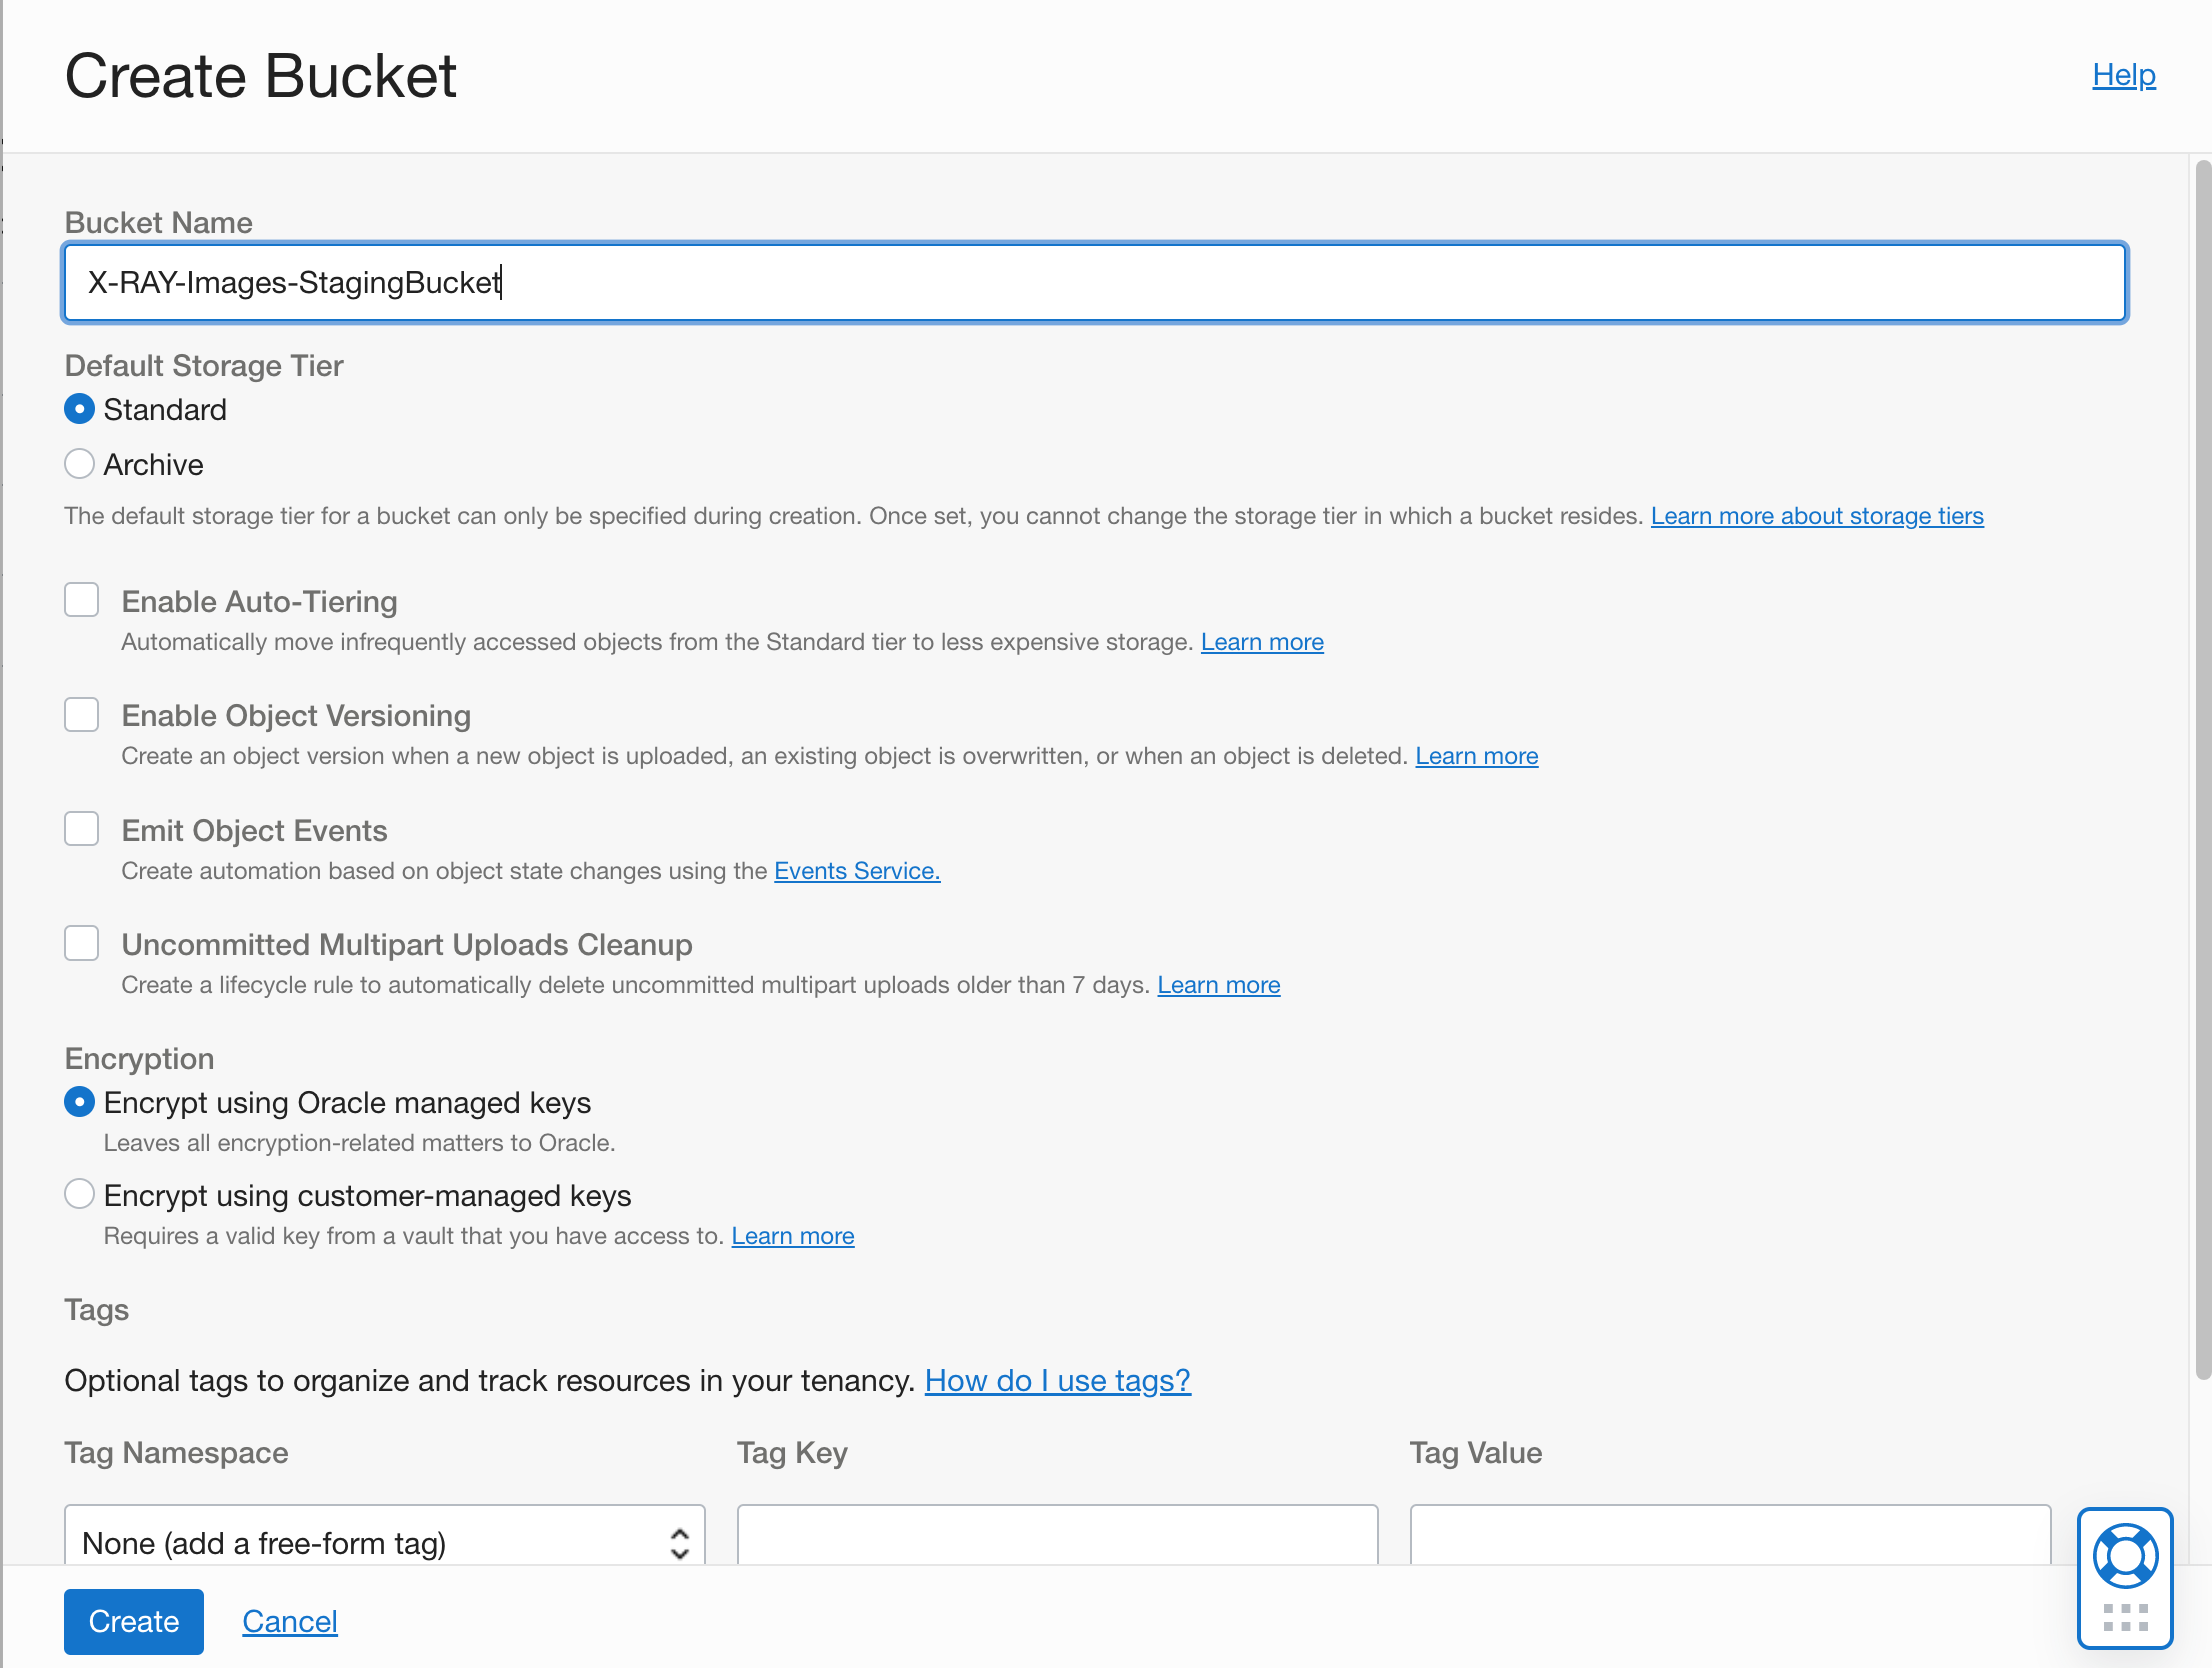 Create Bucket
Help
Bucket Name
X-RAY-Images-StagingBucket
Default Storage Tier
Standard
Archive
The default storage tier for a bucket can only be specified during creation. Once set, you cannot change the storage tier in which a bucket resides. Learn more about storage tiers
Enable Auto-Tiering
Automatically move infrequently accessed objects from the Standard tier to less expensive storage. Learn more
Enable Object Versioning
Create an object version when a new object is uploaded, an existing object is overwritten, or when an object is deleted. Learn more
Emit Object Events
Create automation based on object state changes using the Events Service.
Uncommitted Multipart Uploads Cleanup
Create a lifecycle rule to automatically delete uncommitted multipart uploads older than 7 days. Learn more
Encryption
Encrypt using Oracle managed keys
Leaves all encryption-related matters to Oracle.
Encrypt using customer-managed keys
Requires a valid key from a vault that you have access to. Learn more
Tags
Optional tags to organize and track resources in your tenancy. How do I use tags?
Tag Namespace
Tag Key
Tag Value
None (add a free-form tag)
Create
Cancel